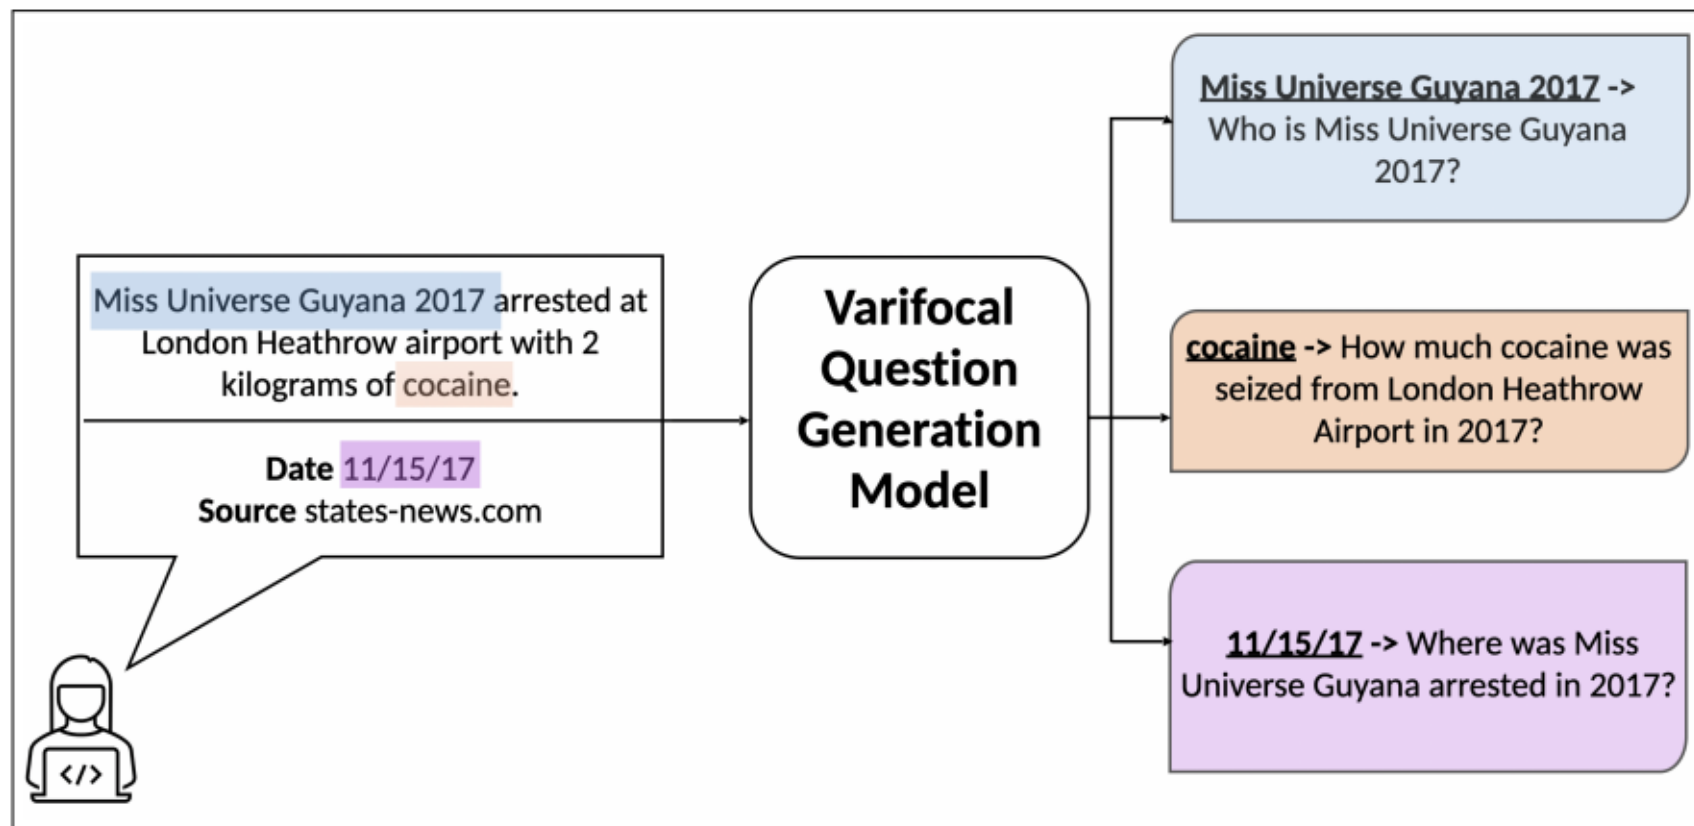 Miss Universe Guyana 2017 arrested at
London Heathrow airport with 2
kilograms of cocaine.
Date 11/15/17
Source states-news.com
</>
Varifocal
Question
Generation
Model
Miss Universe Guyana 2017 ->
Who is Miss Universe Guyana
2017?
cocaine -> How much cocaine was
seized from London Heathrow
Airport in 2017?
11/15/17 -> Where was Miss
Universe Guyana arrested in 2017?